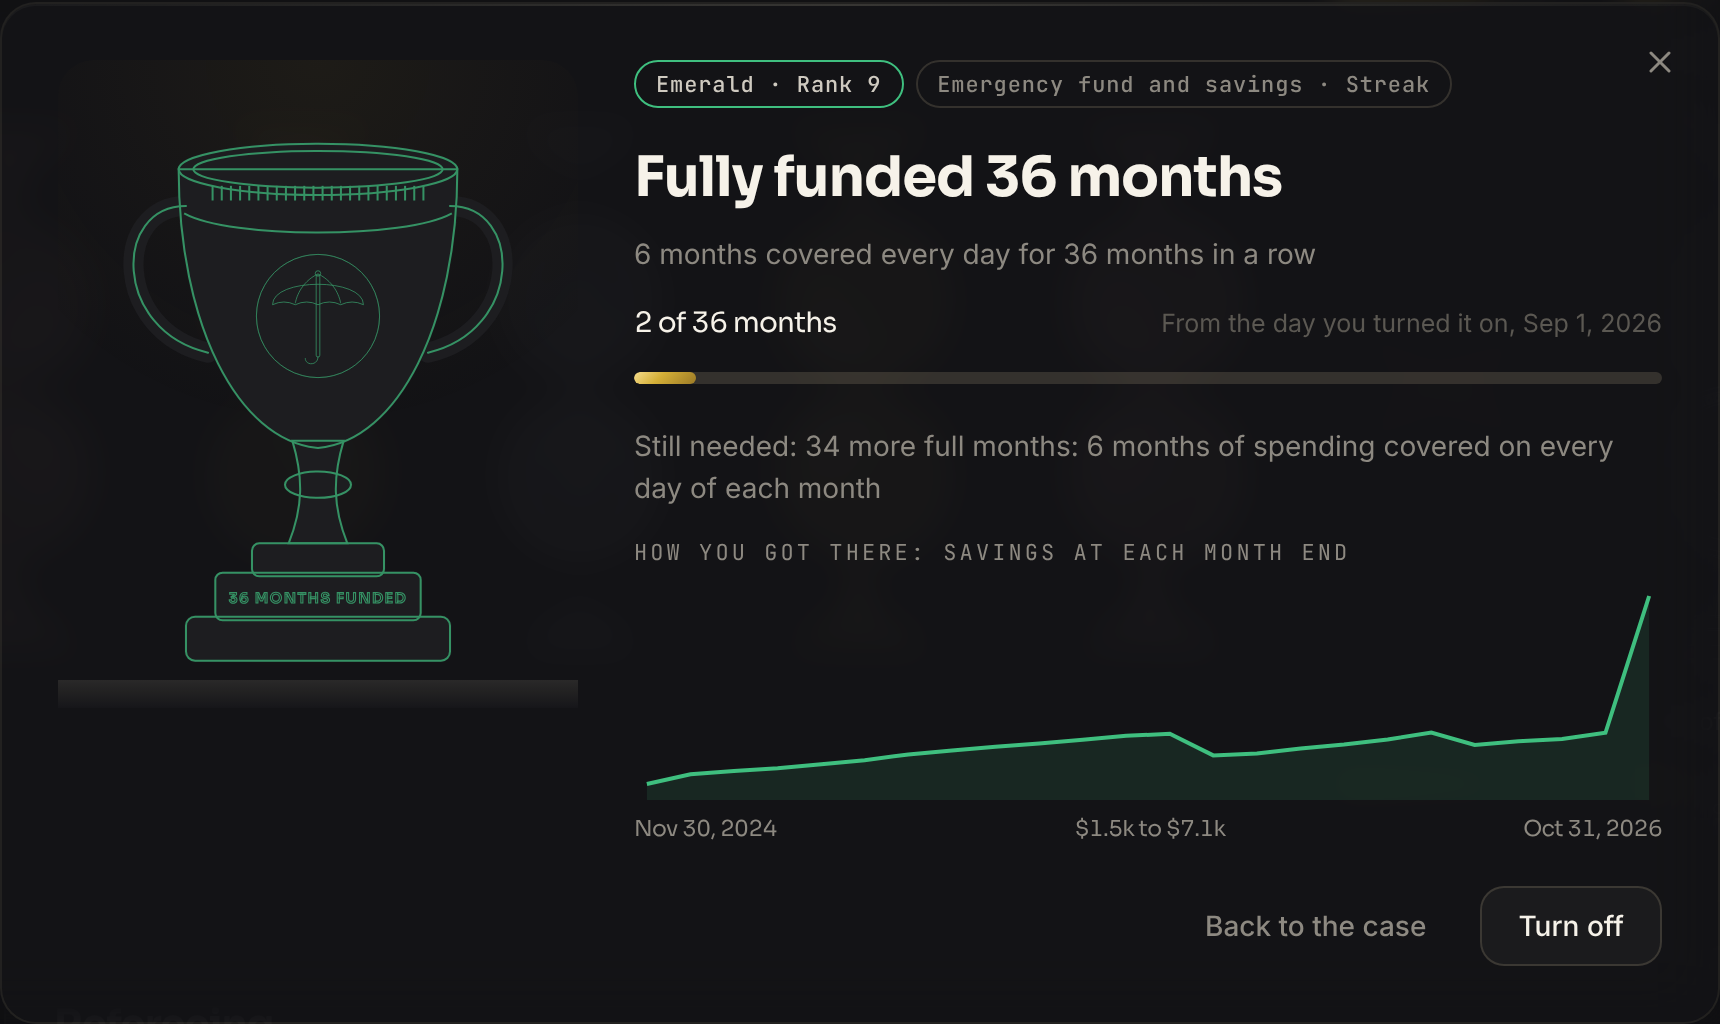 Emerald · Rank 9
Emergency fund and savings · Streak
Fully funded 36 months
6 months covered every day for 36 months in a row
2 of 36 months
From the day you turned it on, Sep 1, 2026
Still needed: 34 more full months: 6 months of spending covered on every
day of each month
HOW YOU GOT THERE: SAVINGS AT EACH MONTH END
36 MONTHS FUNDED
Nov 30, 2024
$1.5k to $7.1k
Oct 31, 2026
Back to the case
Turn off